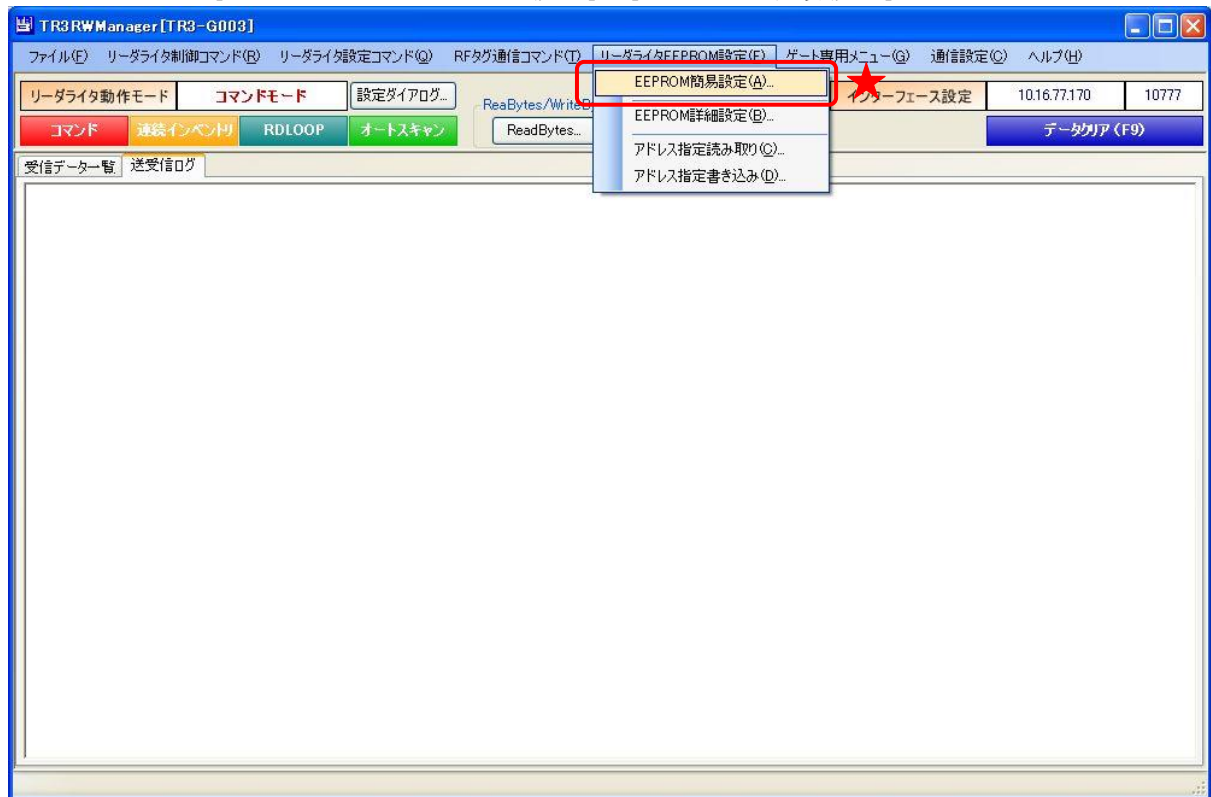 TR3RWManager[TR3-G003]
ファイル(F) リーダライタ制御コマンド(R) リーダライタ設定コマンド(Q) RFタグ通信コマンド(T) リーダライタEEPROM設定(E) ゲート専用メニュー(G) 通信設定(C) ヘルプ(H)
EEPROM簡易設定(A)...
EEPROM詳細設定(B)...
アドレス指定読み取り(C)...
アドレス指定書き込み(D)...
リーダライタ動作モード コマンドモード 設定ダイアログ... ReaBytes/WriteB インターフェース設定 10.16.77.170 10777
コマンド 連続インベントリ RDLOOP オートスキャン ReadBytes... データクリア(F9)
受信データ一覧 送受信ログ